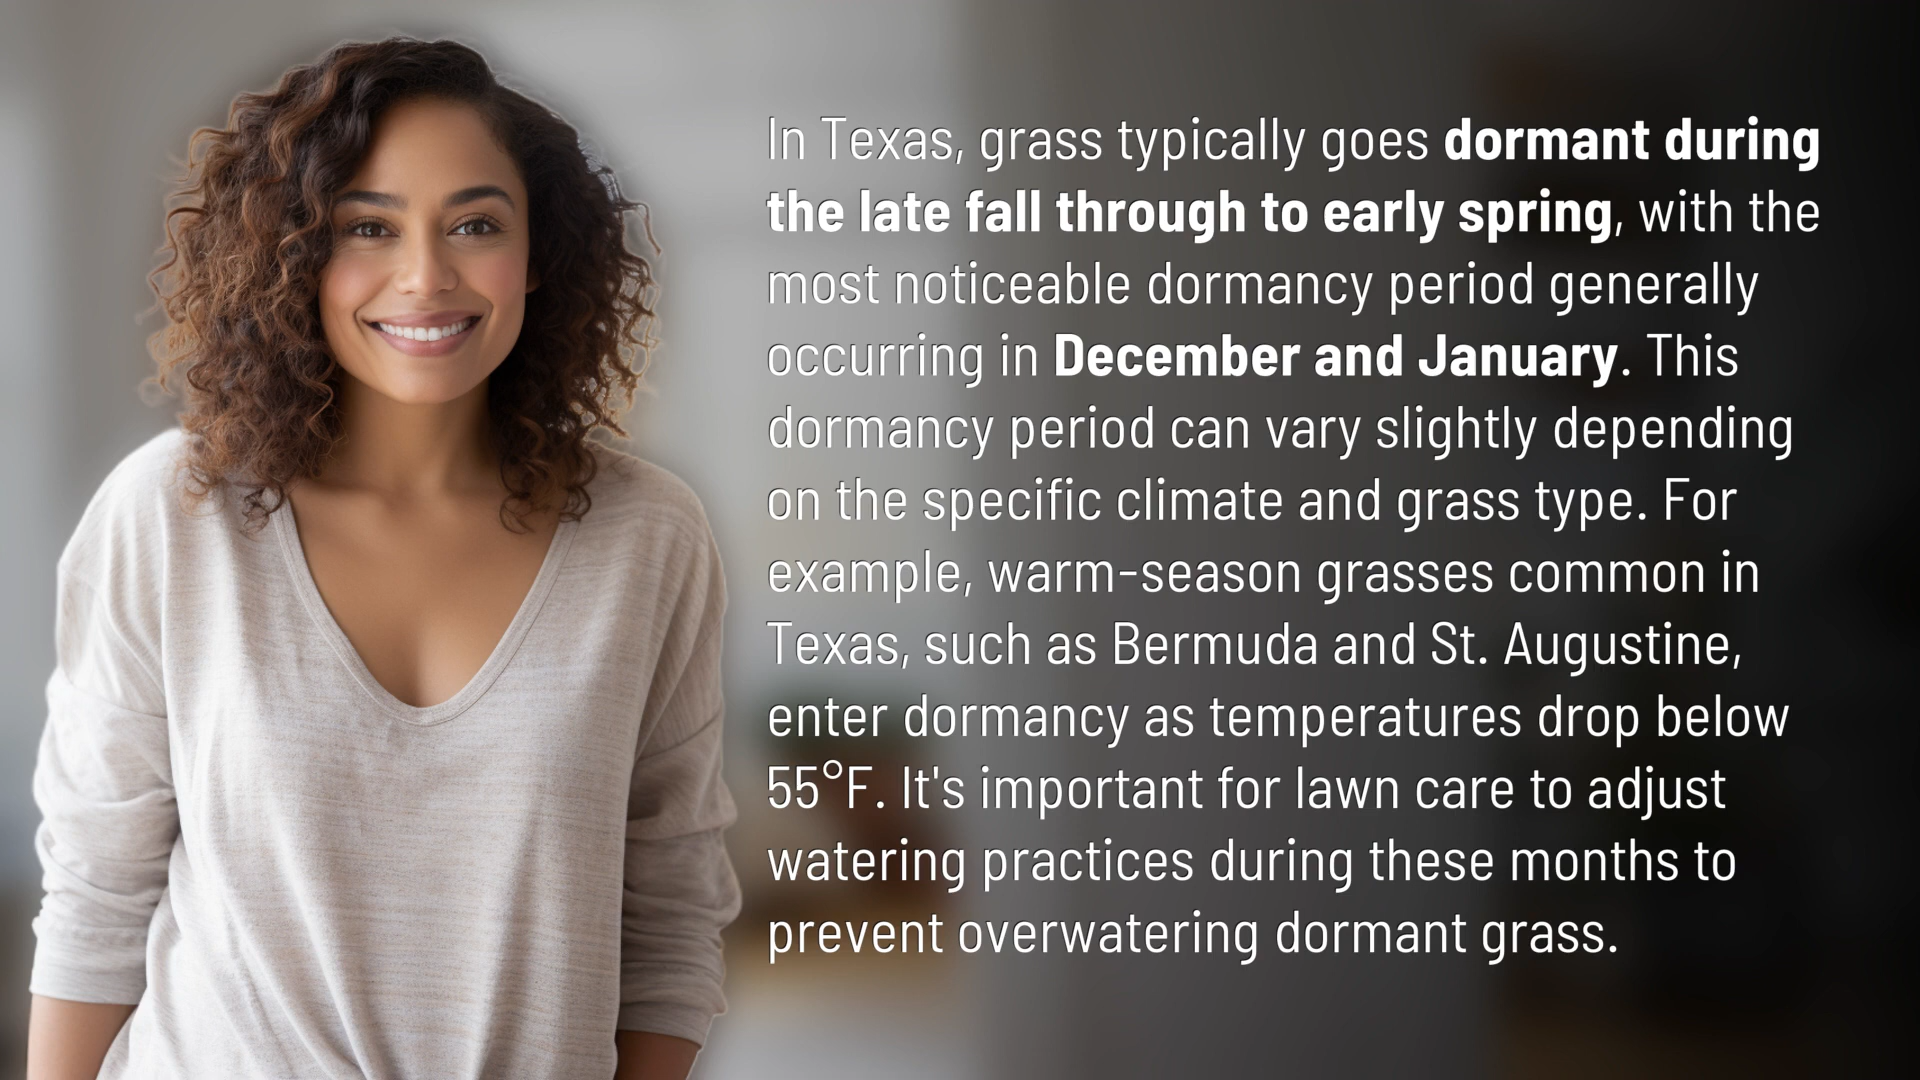 In Texas, grass typically goes dormant during
the late fall through to early spring, with the
most noticeable dormancy period generally
occurring in December and January. This
dormancy period can vary slightly depending
on the specific climate and grass type. For
example, warm-season grasses common in
Texas, such as Bermuda and St. Augustine,
enter dormancy as temperatures drop below
55°F. It's important for lawn care to adjust
watering practices during these months to
prevent overwatering dormant grass.